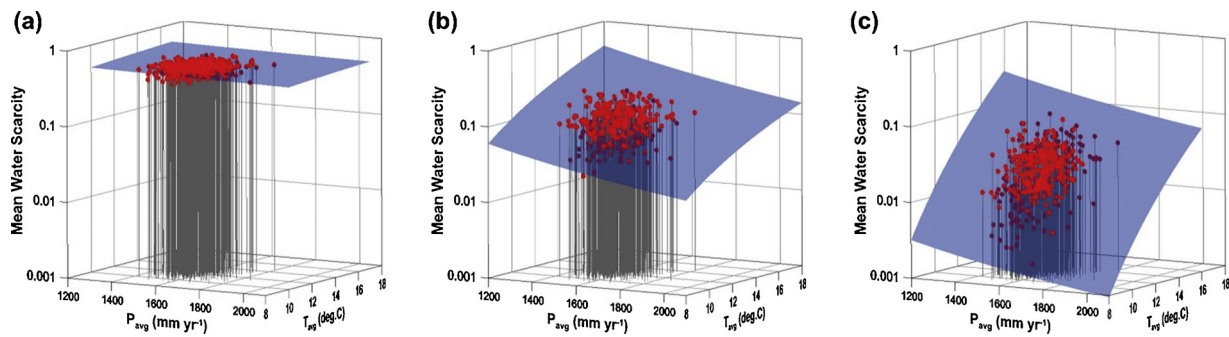 (a)
Mean Water Scarcity
1
0.1
0.01
0.001
1200 1400 1600 1800 2000
P_avg (mm yr⁻¹)
8 10 12 14 16 18
T_avg (deg.C)
(b)
Mean Water Scarcity
1
0.1
0.01
0.001
1200 1400 1600 1800 2000
P_avg (mm yr⁻¹)
8 10 12 14 16 18
T_avg (deg.C)
(c)
Mean Water Scarcity
1
0.1
0.01
0.001
1200 1400 1600 1800 2000
P_avg (mm yr⁻¹)
8 10 12 14 16 18
T_avg (deg.C)